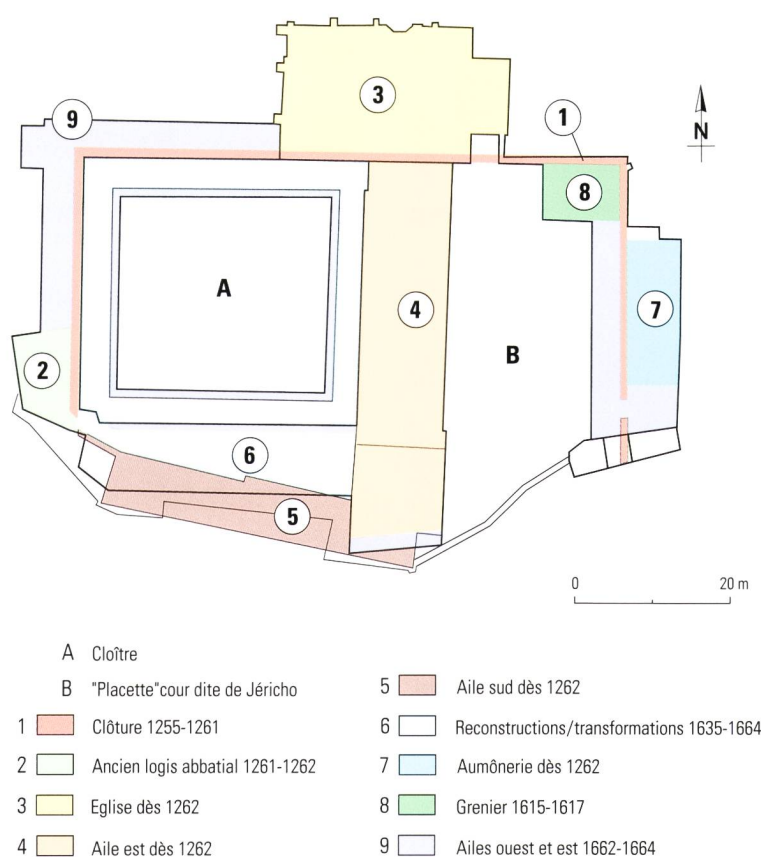 3
9
1
N
8
A
4
7
B
2
6
5
0 20 m
A Cloître
B "Placette"cour dite de Jéricho
1 Clôture 1255-1261
2 Ancien logis abbatial 1261-1262
3 Eglise dès 1262
4 Aile est dès 1262
5 Aile sud dès 1262
6 Reconstructions/transformations 1635-1664
7 Aumônerie dès 1262
8 Grenier 1615-1617
9 Ailes ouest et est 1662-1664